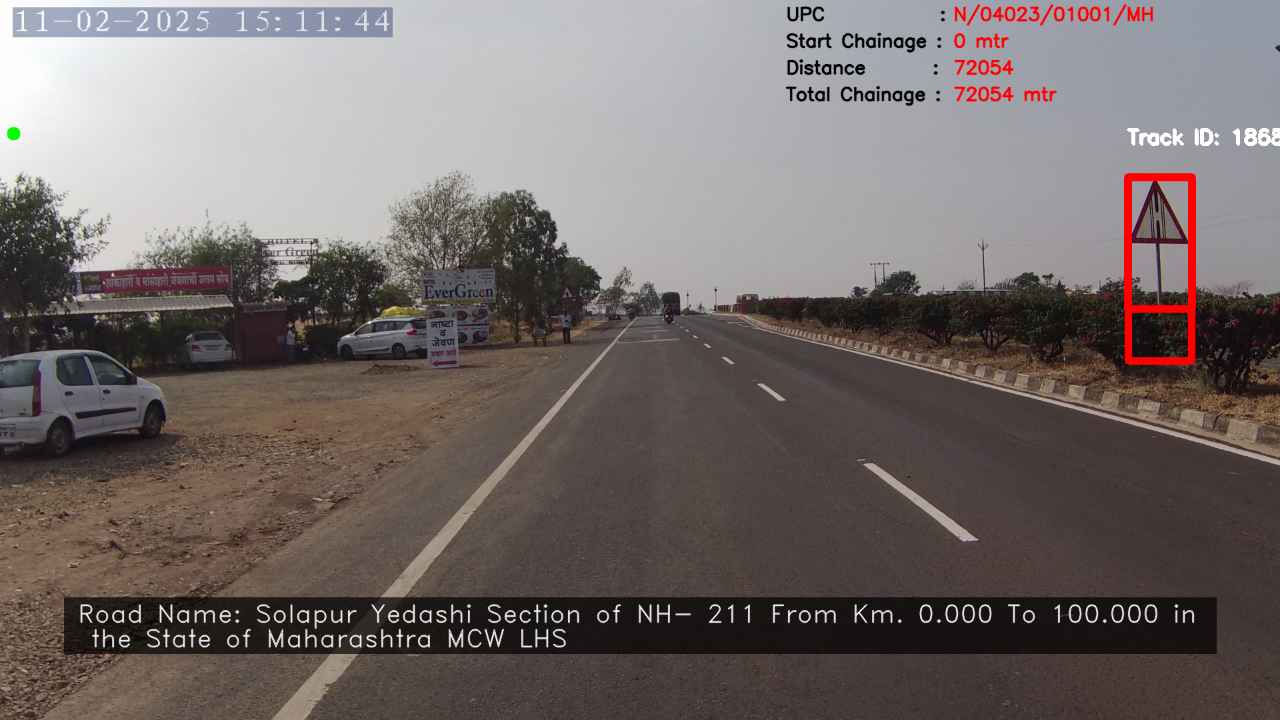 11-02-2025 15:11:44
UPC : N/04023/01001/MH
Start Chainage : 0 mtr
Distance : 72054
Total Chainage : 72054 mtr
Track ID: 1868
EverGreen
नाष्टा
व
जेवण
Road Name: Solapur Yedashi Section of NH- 211 From Km. 0.000 To 100.000 in
the State of Maharashtra MCW LHS